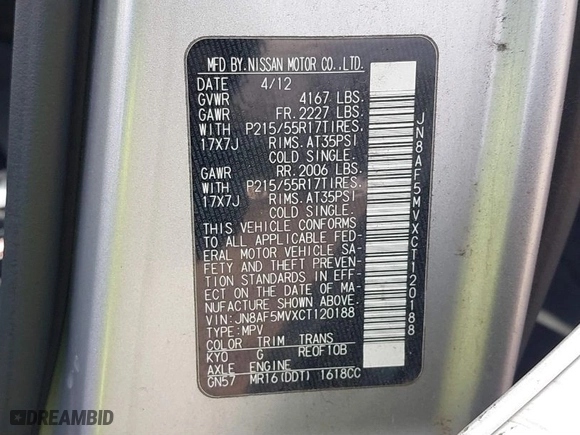 MFD BY.NISSAN MOTOR CO.,LTD.
DATE 4/12
GVWR 4167 LBS.
GAWR FR.2227 LBS.
WITH P215/55R17TIRES.
17X7J RIMS.AT35PSI
COLD SINGLE.
GAWR RR.2006 LBS.
WITH P215/55R17TIRES.
17X7J RIMS.AT35PSI
COLD SINGLE.
THIS VEHICLE CONFORMS
TO ALL APPLICABLE FED-
ERAL MOTOR VEHICLE SA-
FETY AND THEFT PREVEN-
TION STANDARDS IN EFF-
ECT ON THE DATE OF MA-
NUFACTURE SHOWN ABOVE.
VIN:JN8AF5MVXCT120188
TYPE:MPV
COLOR TRIM TRANS
KYO G RE0F10B
AXLE ENGINE
GN57 MR16(DDT) 1618CC
JN8AF5MVXCT120188
DREAMBID